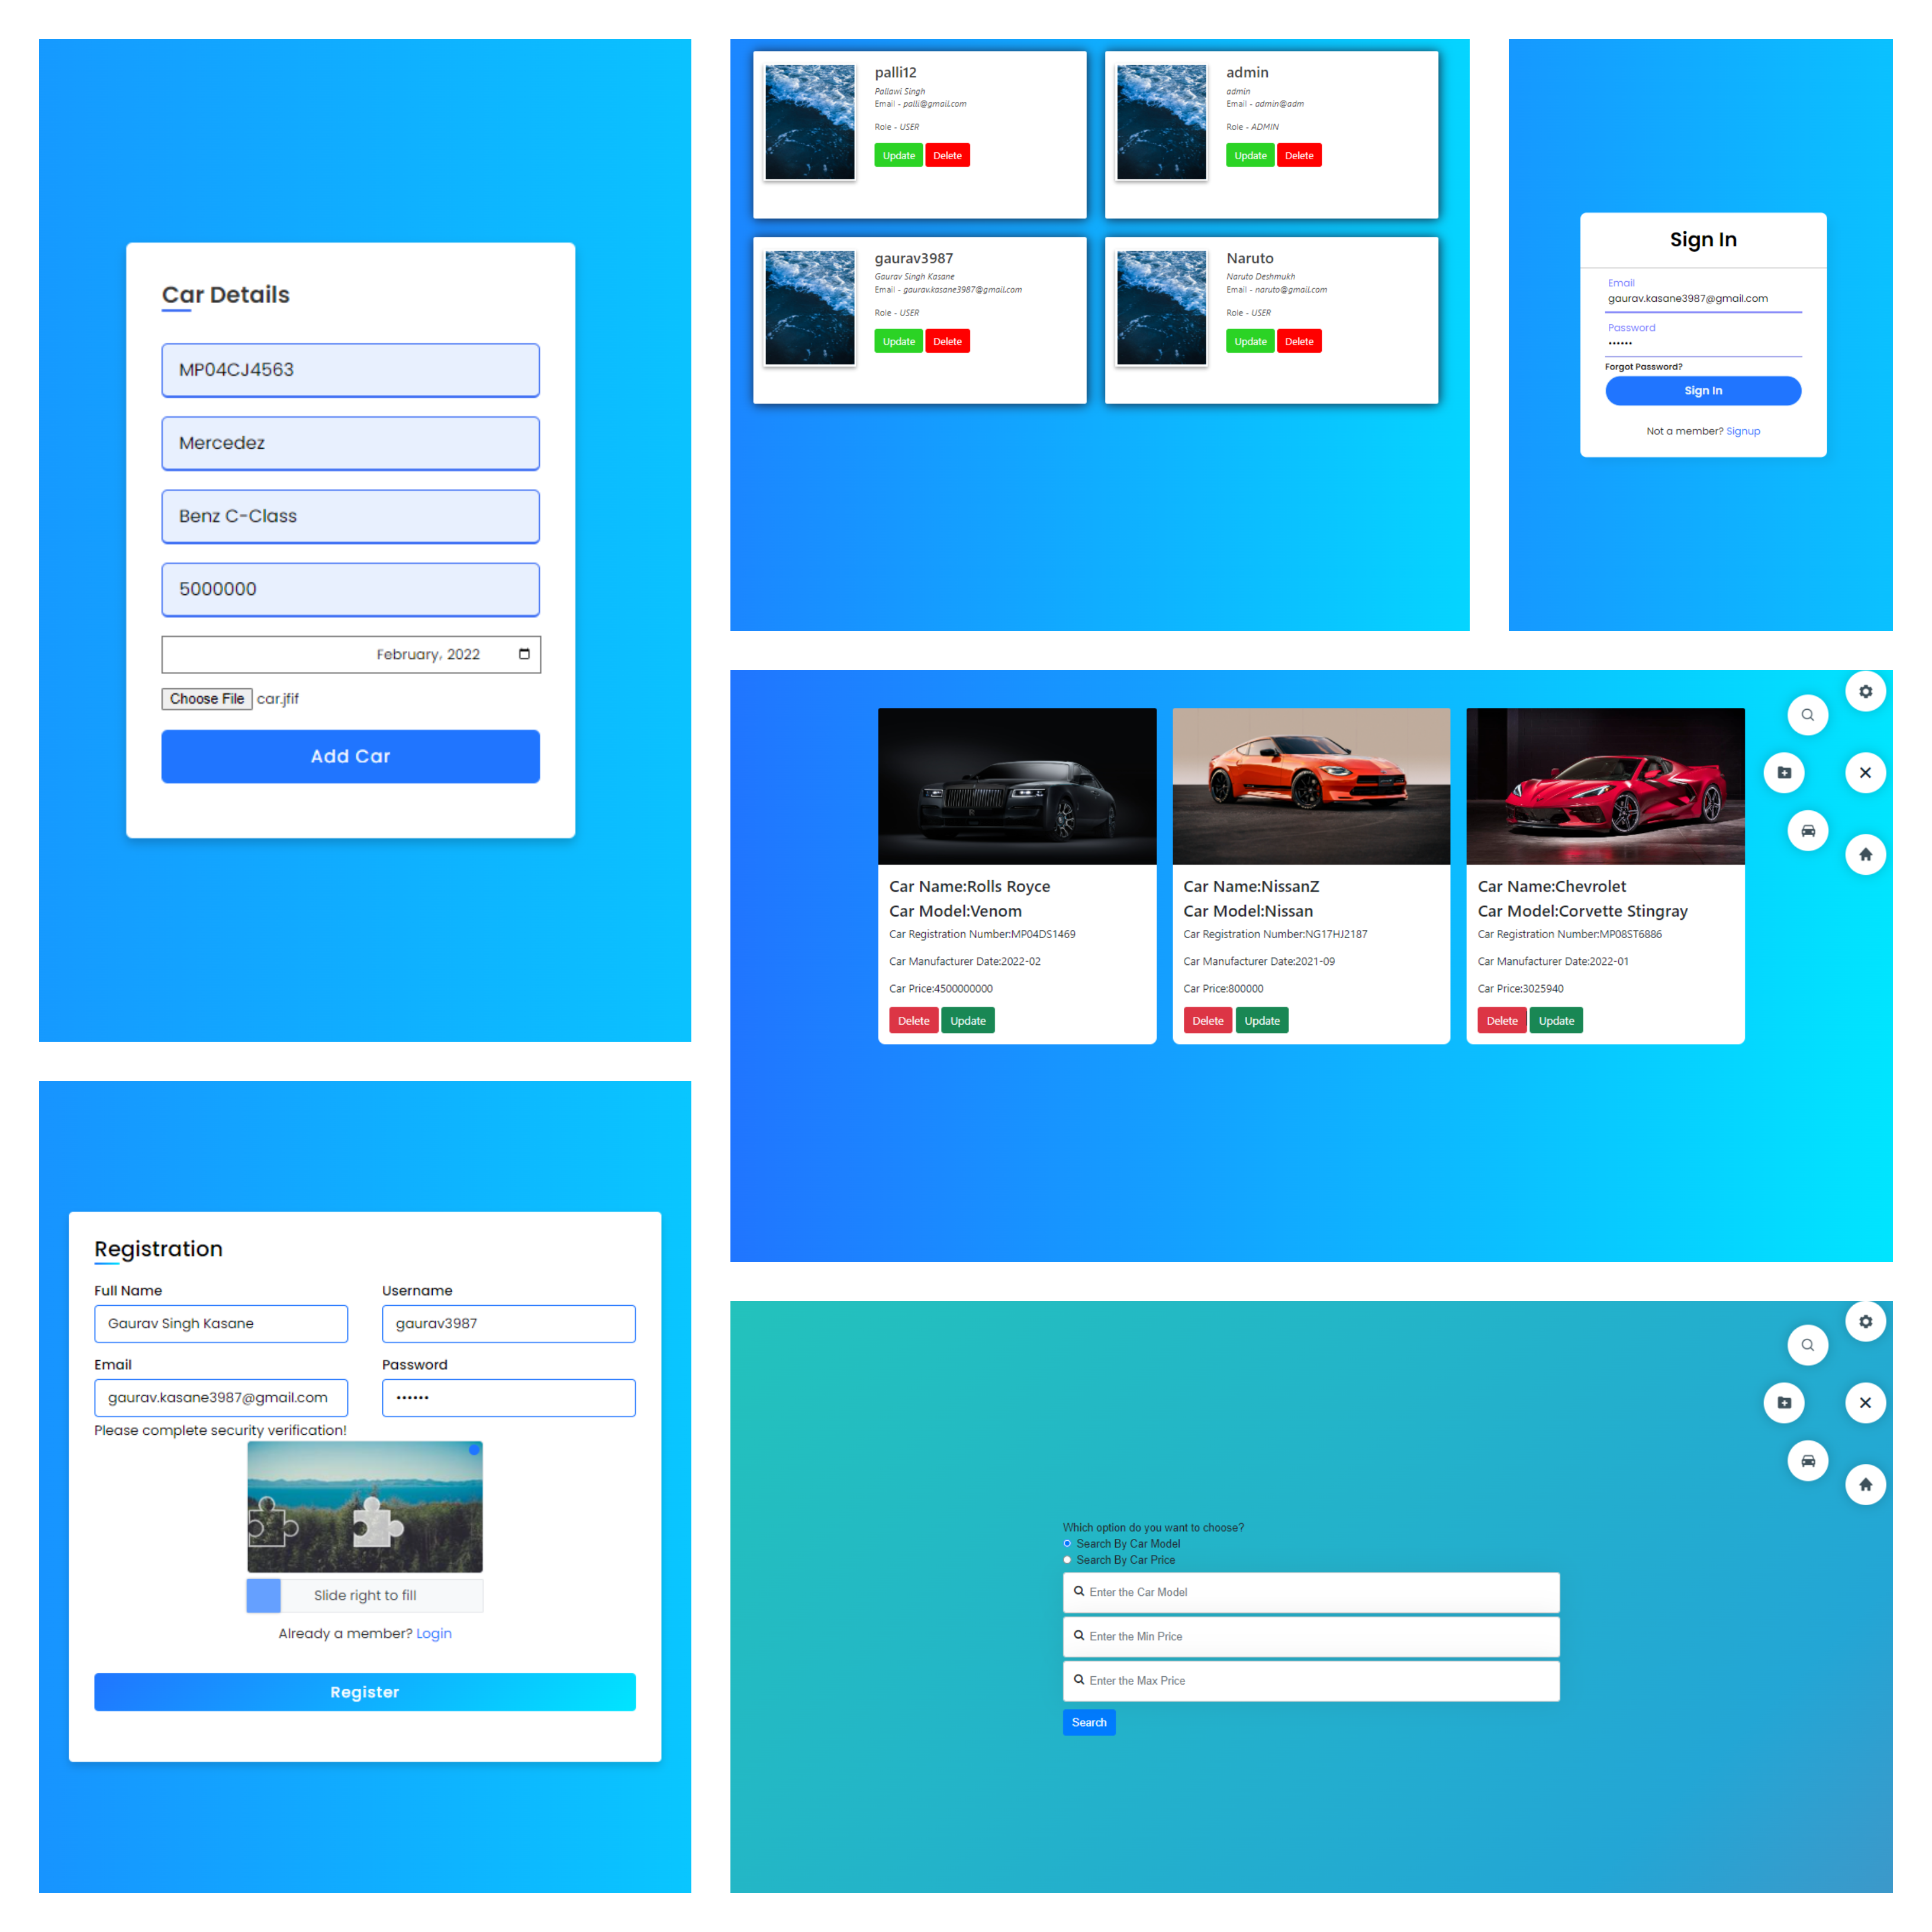 Car Details
MP04CJ4563
Mercedez
Benz C-Class
5000000
February, 2022
Choose File car.jfif
Add Car
palli12
Pallawi Singh
Email - palli@gmail.com
Role - USER
Update Delete
admin
admin
Email - admin@adm
Role - ADMIN
Update Delete
gaurav3987
Gaurav Singh Kasane
Email - gaurav.kasane3987@gmail.com
Role - USER
Update Delete
Naruto
Naruto Deshmukh
Email - naruto@gmail.com
Role - USER
Update Delete
Sign In
Email
gaurav.kasane3987@gmail.com
Password
••••••
Forgot Password?
Sign In
Not a member? Signup
Car Name:Rolls Royce
Car Model:Venom
Car Registration Number:MP04DS1469
Car Manufacturer Date:2022-02
Car Price:4500000000
Delete Update
Car Name:NissanZ
Car Model:Nissan
Car Registration Number:NG17HJ2187
Car Manufacturer Date:2021-09
Car Price:800000
Delete Update
Car Name:Chevrolet
Car Model:Corvette Stingray
Car Registration Number:MP08ST6886
Car Manufacturer Date:2022-01
Car Price:3025940
Delete Update
Registration
Full Name
Gaurav Singh Kasane
Username
gaurav3987
Email
gaurav.kasane3987@gmail.com
Password
••••••
Please complete security verification!
Slide right to fill
Already a member? Login
Register
Which option do you want to choose?
Search By Car Model
Search By Car Price
Enter the Car Model
Enter the Min Price
Enter the Max Price
Search